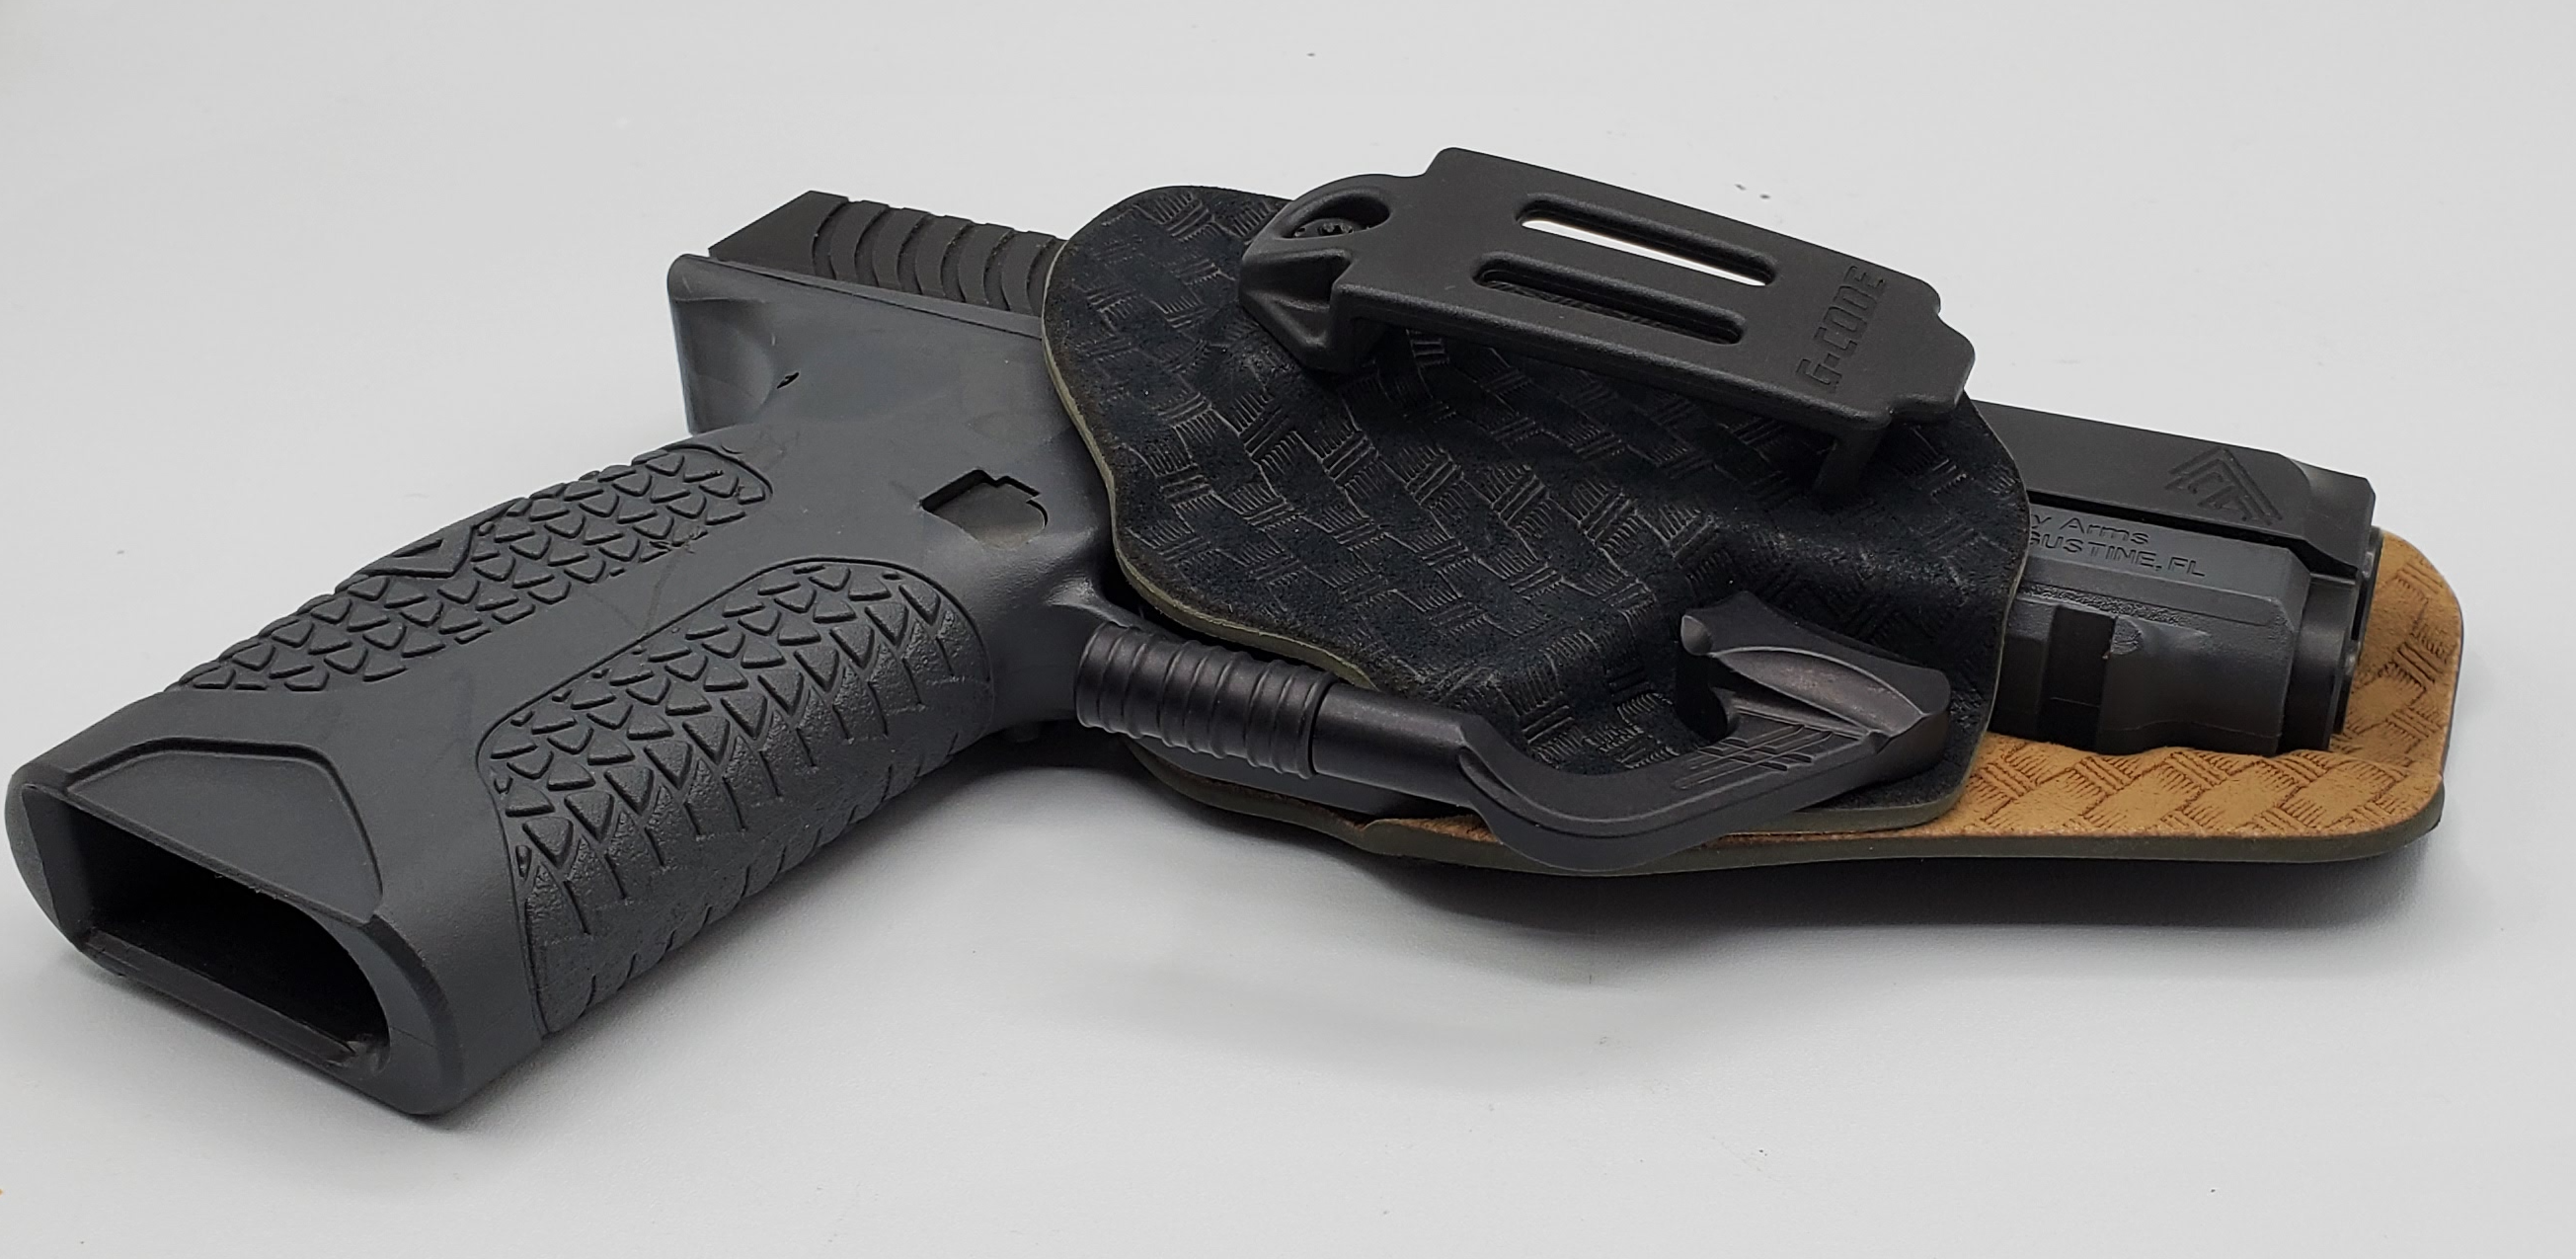 G-CODE
y Arms
GUSTINE, FL